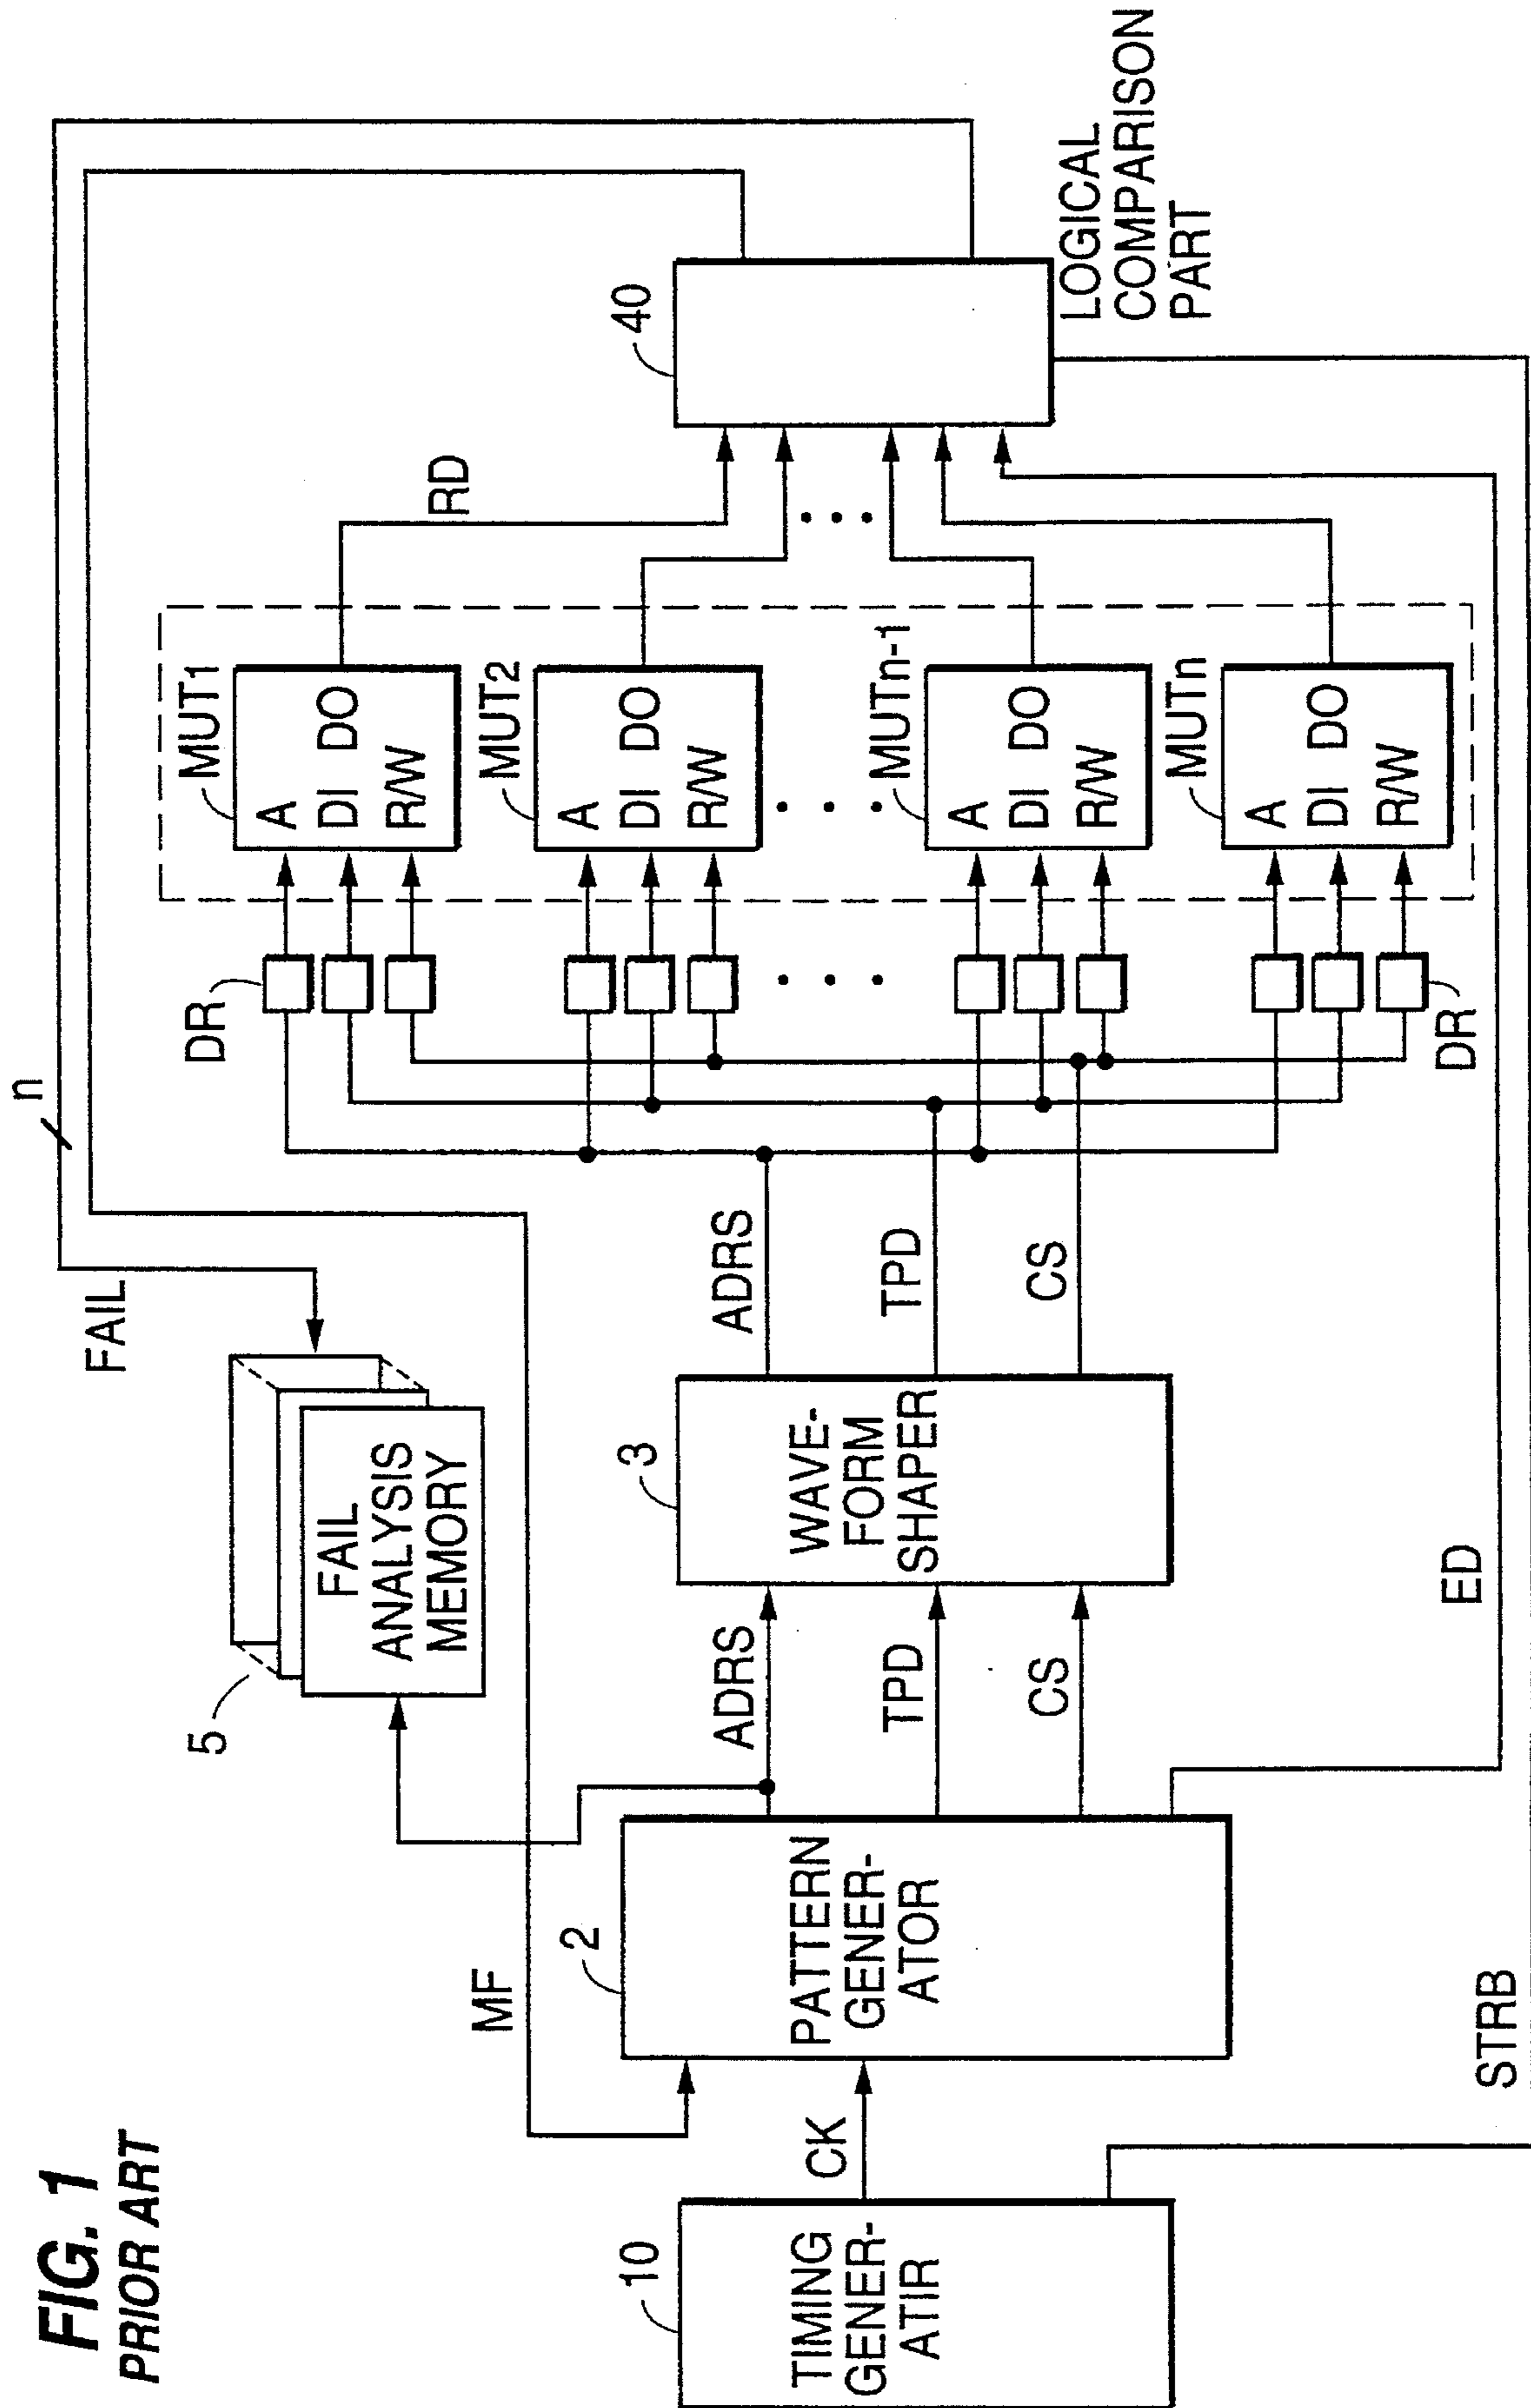 FIG. 1
PRIOR ART
10
TIMING
GENER-
ATIR
CK
STRB
2
PATTERN
GENER-
ATOR
MF
ADRS
TPD
CS
ED
5
FAIL
ANALYSIS
MEMORY
FAIL
n
3
WAVE-
FORM
SHAPER
ADRS
TPD
CS
DR
DR
MUT1
A
DI DO
R/W
MUT2
A
DI DO
R/W
MUTn-1
A
DI DO
R/W
MUTn
A
DI DO
R/W
RD
40
LOGICAL
COMPARISON
PART